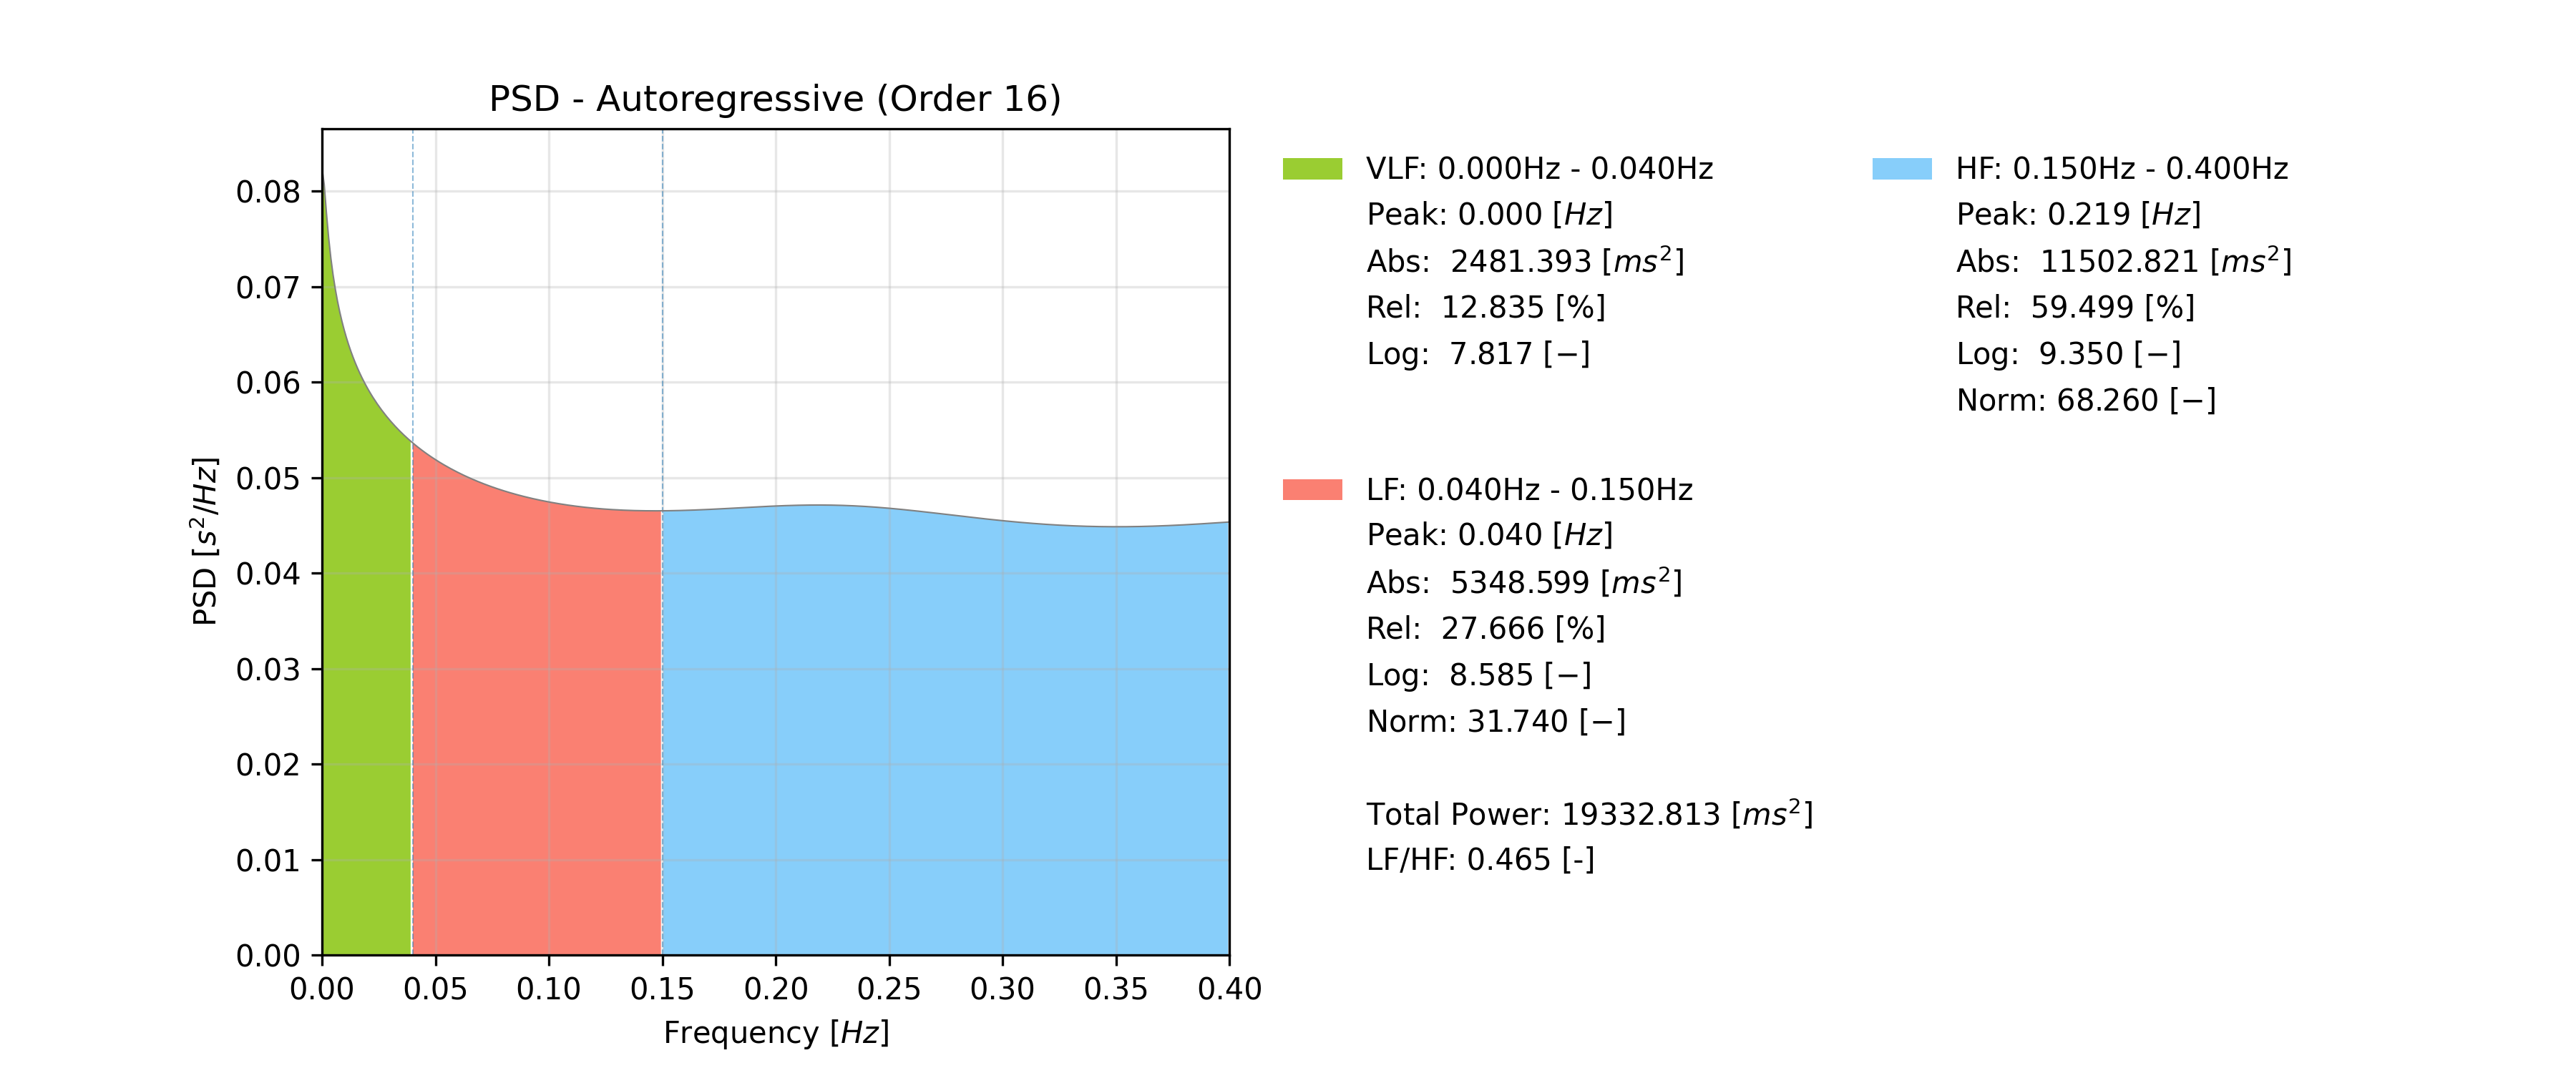 PSD - Autoregressive (Order 16)
PSD [s²/Hz]
0.08
0.07
0.06
0.05
0.04
0.03
0.02
0.01
0.00
0.00 0.05 0.10 0.15 0.20 0.25 0.30 0.35 0.40
Frequency [Hz]
VLF: 0.000Hz - 0.040Hz
Peak: 0.000 [Hz]
Abs: 2481.393 [ms²]
Rel: 12.835 [%]
Log: 7.817 [−]
LF: 0.040Hz - 0.150Hz
Peak: 0.040 [Hz]
Abs: 5348.599 [ms²]
Rel: 27.666 [%]
Log: 8.585 [−]
Norm: 31.740 [−]
Total Power: 19332.813 [ms²]
LF/HF: 0.465 [-]
HF: 0.150Hz - 0.400Hz
Peak: 0.219 [Hz]
Abs: 11502.821 [ms²]
Rel: 59.499 [%]
Log: 9.350 [−]
Norm: 68.260 [−]